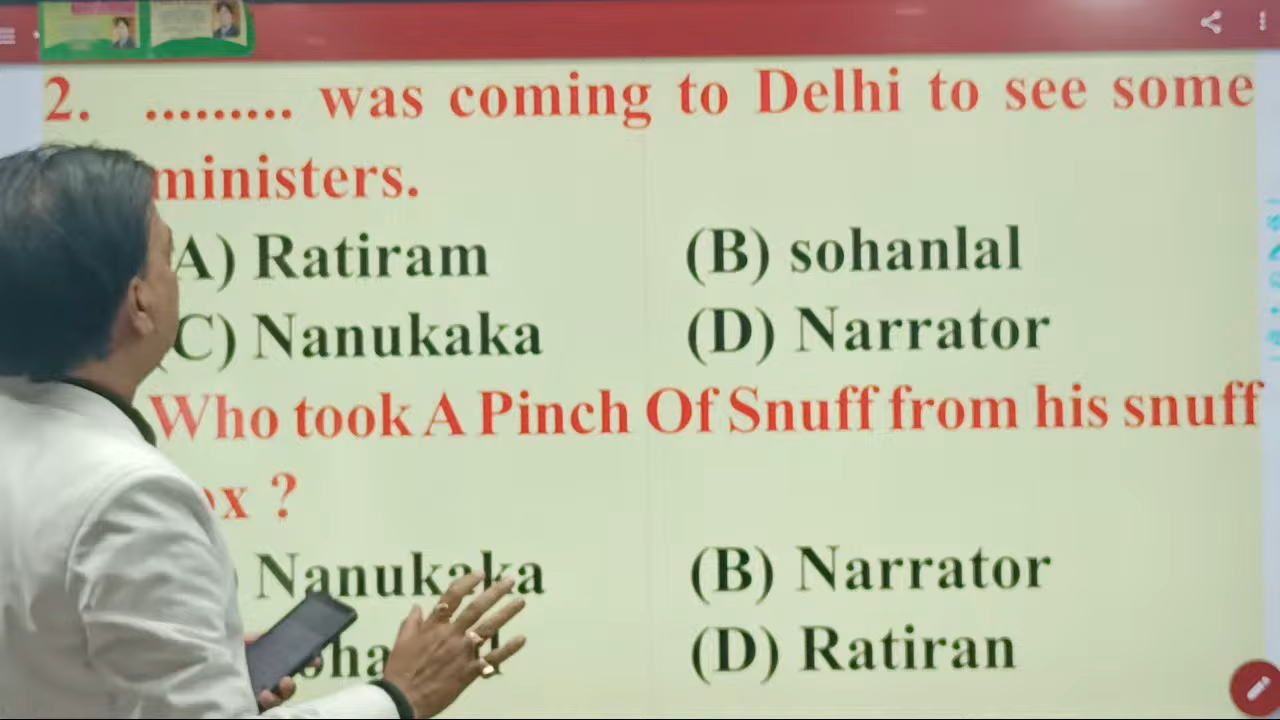 2. ......... was coming to Delhi to see some
ministers.
A) Ratiram (B) sohanlal
C) Nanukaka (D) Narrator
Who took A Pinch Of Snuff from his snuff
?
Nanukaka (B) Narrator
(D) Ratiran